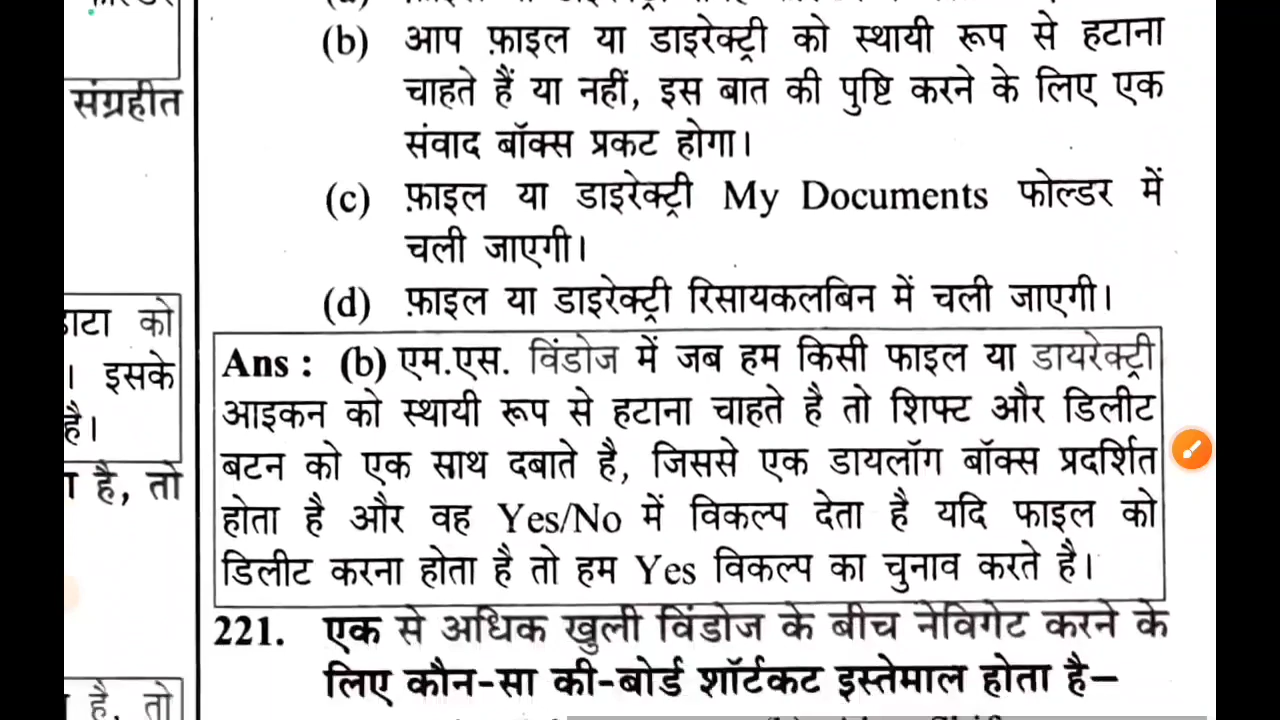 संग्रहीत
डाटा को
। इसके
है।
है, तो
है, तो
(b) आप फ़ाइल या डाइरेक्ट्री को स्थायी रूप से हटाना
चाहते हैं या नहीं, इस बात की पुष्टि करने के लिए एक
संवाद बॉक्स प्रकट होगा।
(c) फ़ाइल या डाइरेक्ट्री My Documents फोल्डर में
चली जाएगी।
(d) फ़ाइल या डाइरेक्ट्री रिसायकलबिन में चली जाएगी।
Ans : (b) एम.एस. विंडोज में जब हम किसी फाइल या डायरेक्ट्री
आइकन को स्थायी रूप से हटाना चाहते है तो शिफ्ट और डिलीट
बटन को एक साथ दबाते है, जिससे एक डायलॉग बॉक्स प्रदर्शित
होता है और वह Yes/No में विकल्प देता है यदि फाइल को
डिलीट करना होता है तो हम Yes विकल्प का चुनाव करते है।
221. एक से अधिक खुली विंडोज के बीच नेविगेट करने के
लिए कौन-सा की-बोर्ड शॉर्टकट इस्तेमाल होता है–